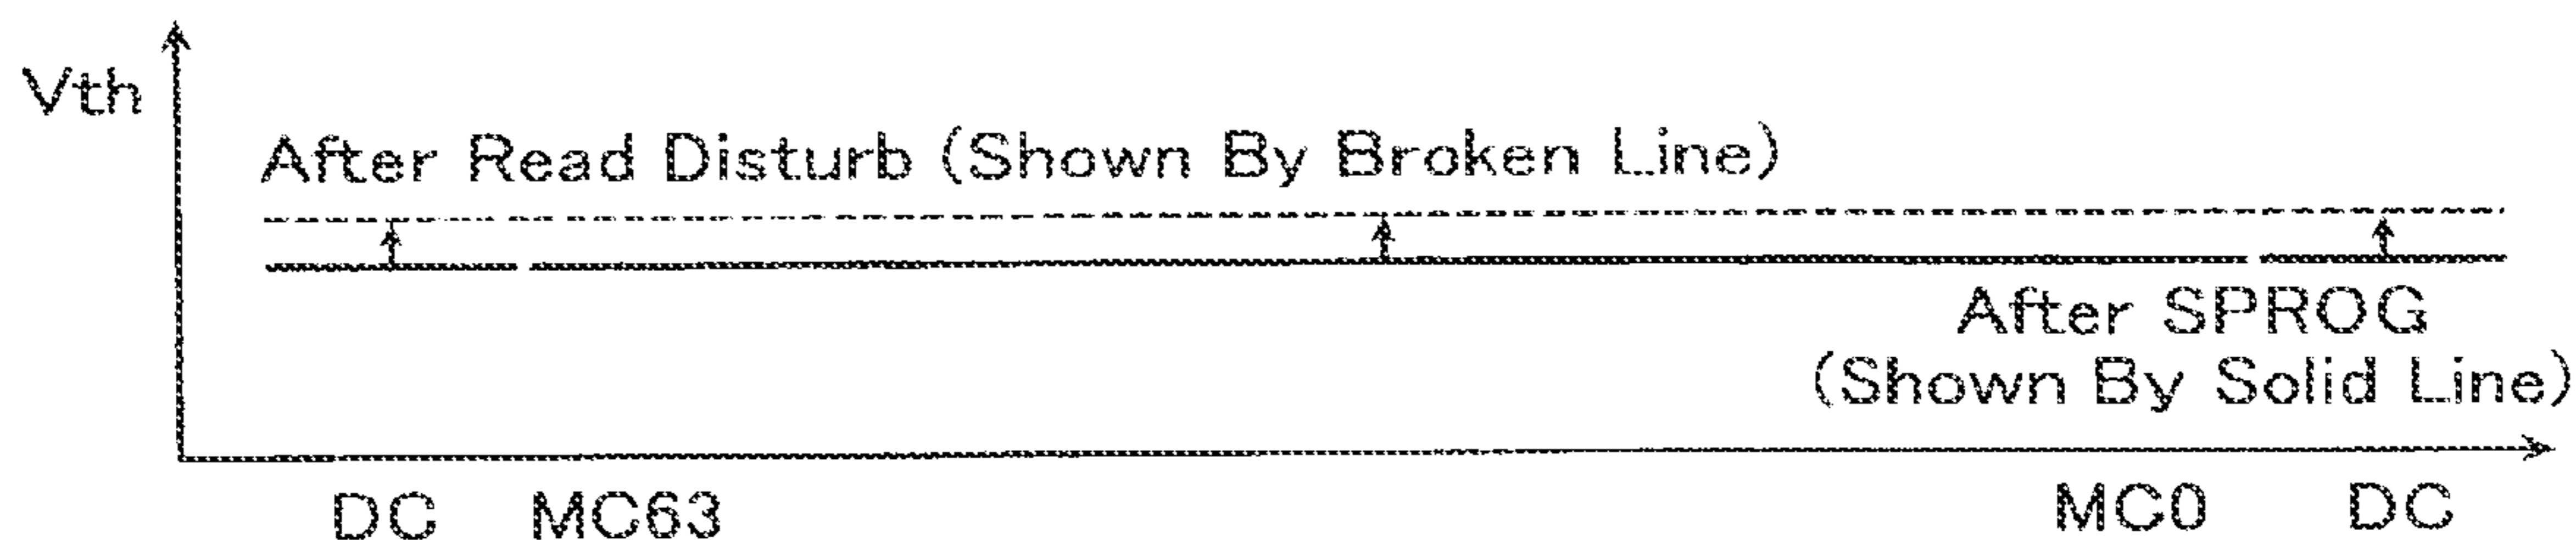 Vth
After Read Disturb (Shown By Broken Line)
After SPROG
(Shown By Solid Line)
DC MC63 MC0 DC